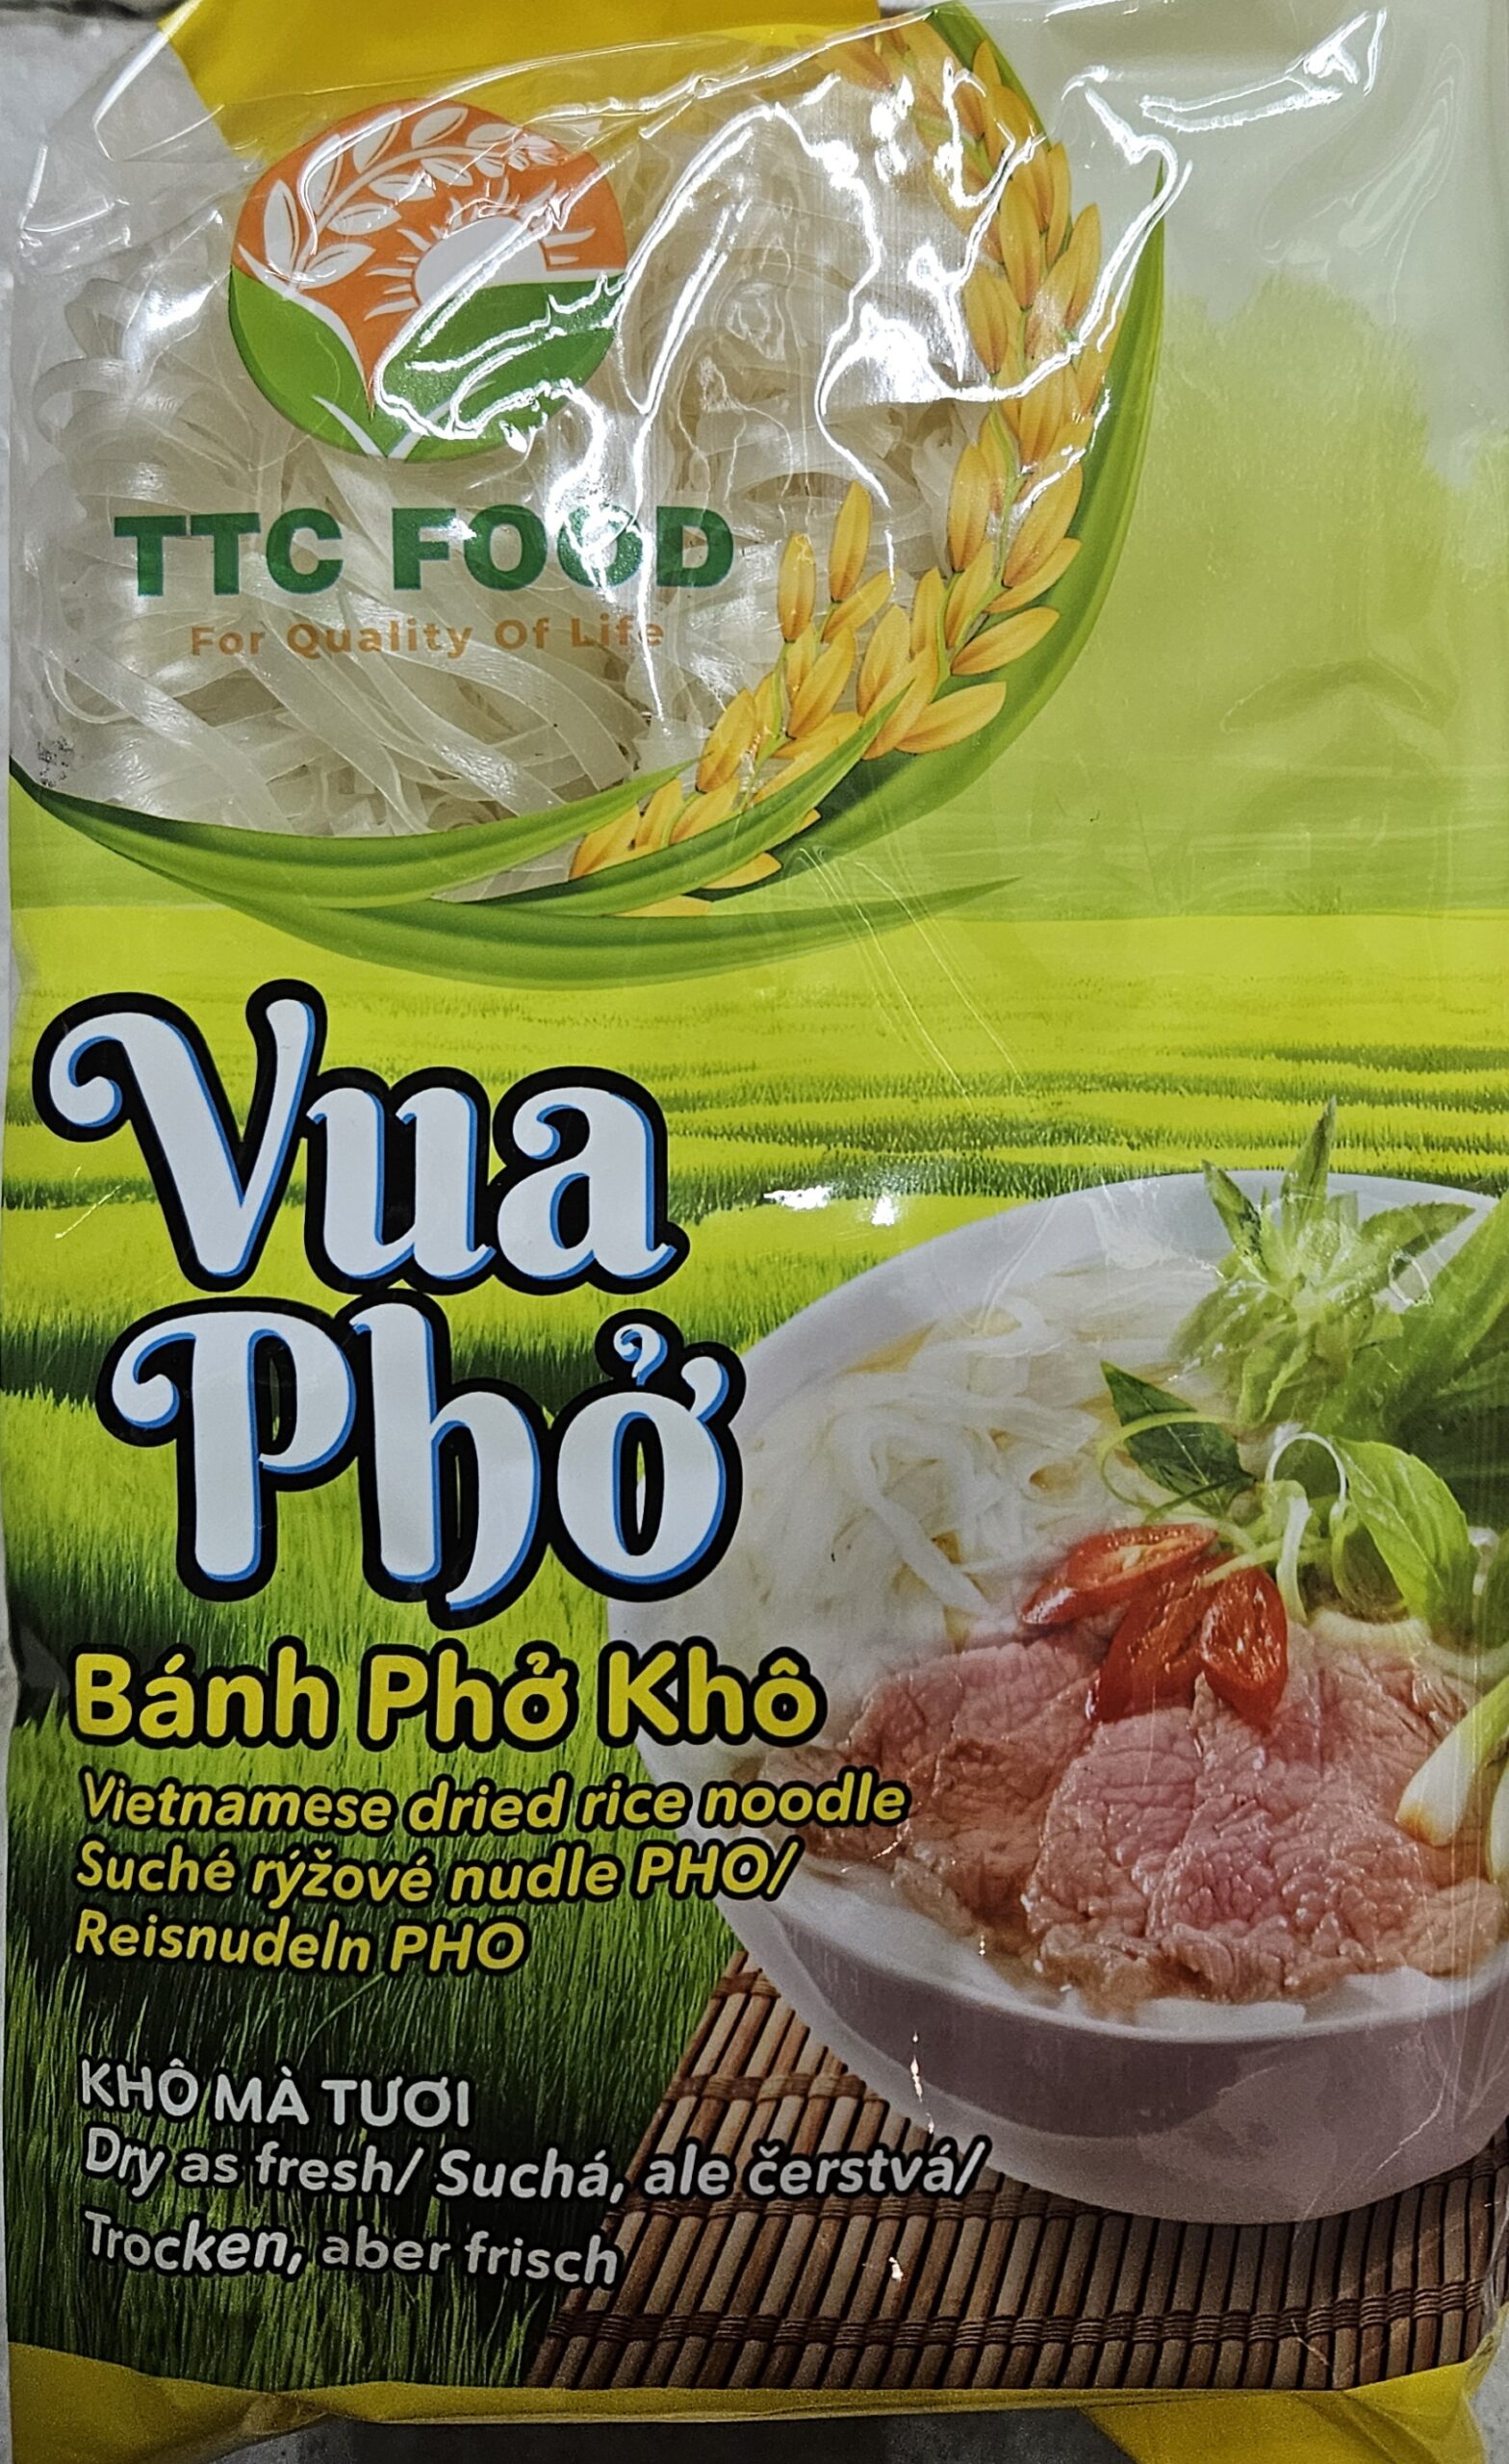 TTC FOOD
For Quality Of Life
Vua
Phở
Bánh Phở Khô
Vietnamese dried rice noodle
Suché rýžové nudle PHO/
Reisnudeln PHO
KHÔ MÀ TƯƠI
Dry as fresh/ Suchá, ale čerstvá/
Trocken, aber frisch